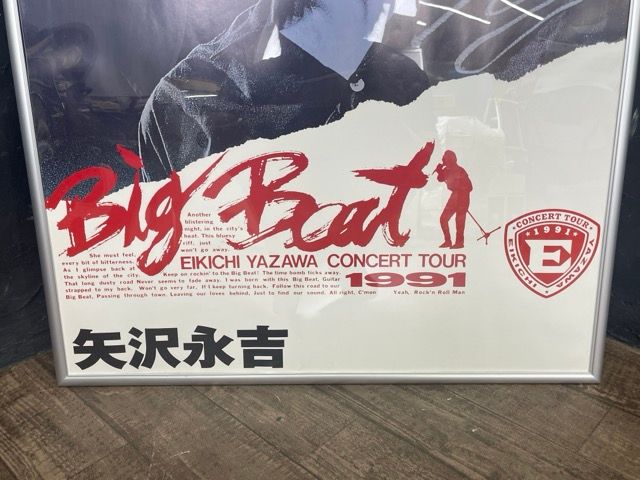 Big Beat
Another
blistering
night, in the city's
beat. This bluesy
riff, just
won't go away.
She must feel,
every bit of bitterness.
As I glimpse back at
the skyline of the city.
EIKICHI YAZAWA CONCERT TOUR
1991
Keep on rockin' to the Big Beat! The time bomb ticks away.
That long dusty road Never seems to fade away. I was born with this Big Beat, Guitar
strapped to my back. Won't go very far, If I keep turning back. Follow this road to our
Big Beat, Passing through town. Leaving our loves behind, Just to find our sound. All right, C'mon Yeah, Rock'n Roll Man
CONCERT TOUR
1991
E
EIKICHI YAZAWA
矢沢永吉